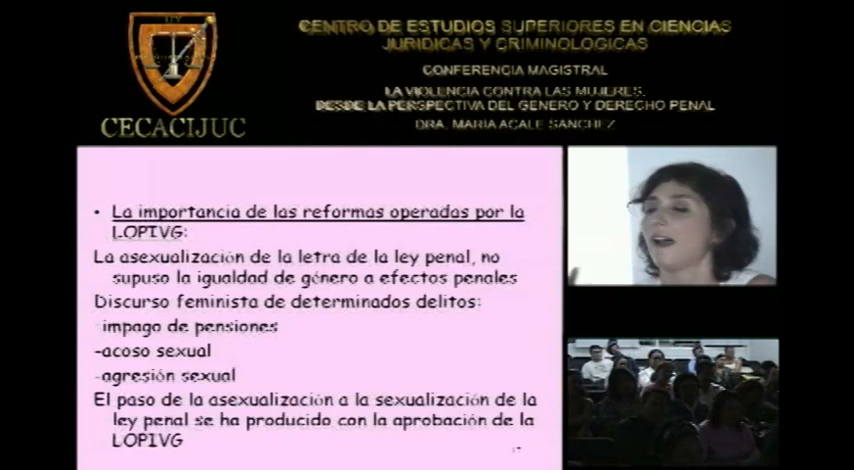 CENTRO DE ESTUDIOS SUPERIORES EN CIENCIAS
JURIDICAS Y CRIMINOLOGICAS
CONFERENCIA MAGISTRAL
LA VIOLENCIA CONTRA LAS MUJERES.
DESDE LA PERSPECTIVA DEL GENERO Y DERECHO PENAL
DRA. MARIA ACALE SANCHEZ
CECACIJUC
• La importancia de las reformas operadas por la
LOPIVG:
La asexualización de la letra de la ley penal, no
supuso la igualdad de género a efectos penales
Discurso feminista de determinados delitos:
-impago de pensiones
-acoso sexual
-agresión sexual
El paso de la asexualización a la sexualización de la
ley penal se ha producido con la aprobación de la
LOPIVG